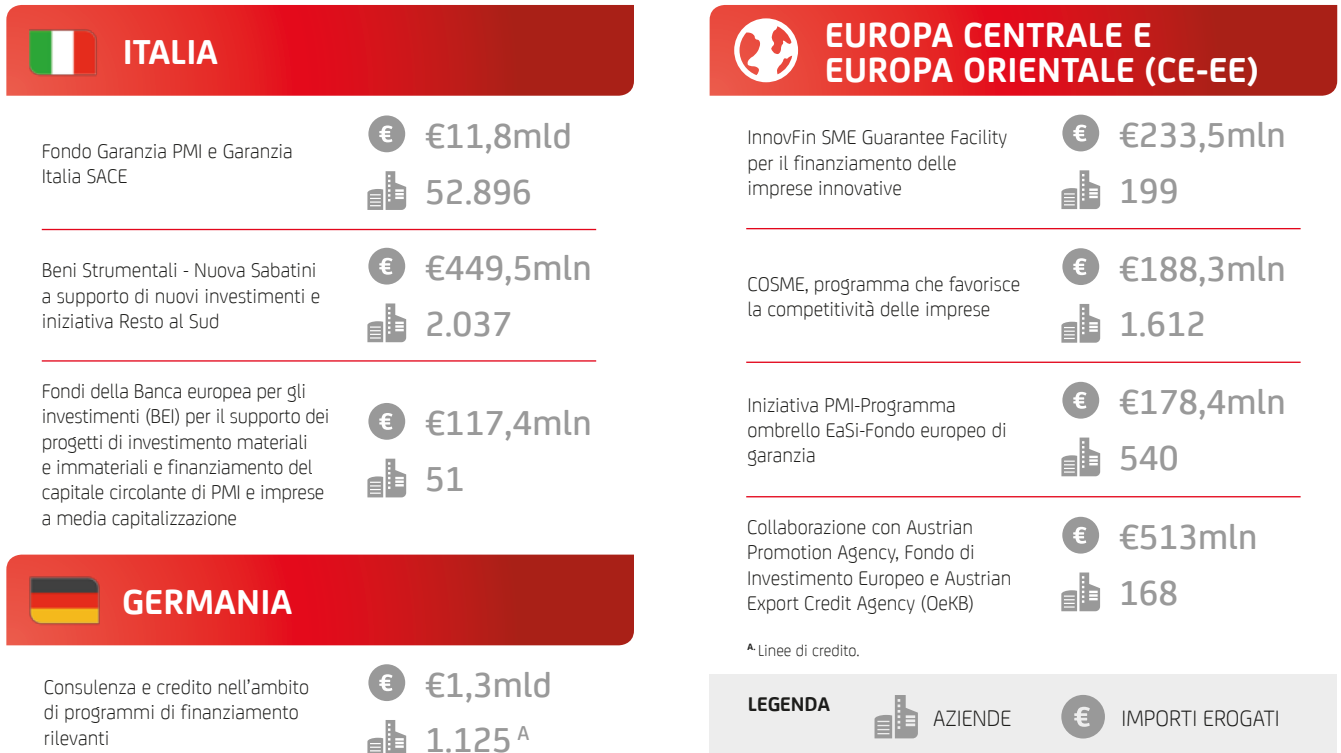 ITALIA
Fondo Garanzia PMI e Garanzia
Italia SACE
€ €11,8mld
52.896
Beni Strumentali - Nuova Sabatini
a supporto di nuovi investimenti e
iniziativa Resto al Sud
€ €449,5mln
2.037
Fondi della Banca europea per gli
investimenti (BEI) per il supporto dei
progetti di investimento materiali
e immateriali e finanziamento del
capitale circolante di PMI e imprese
a media capitalizzazione
€ €117,4mln
51
GERMANIA
Consulenza e credito nell'ambito
di programmi di finanziamento
rilevanti
€ €1,3mld
1.125 A
EUROPA CENTRALE E
EUROPA ORIENTALE (CE-EE)
InnovFin SME Guarantee Facility
per il finanziamento delle
imprese innovative
€ €233,5mln
199
COSME, programma che favorisce
la competitività delle imprese
€ €188,3mln
1.612
Iniziativa PMI-Programma
ombrello EaSi-Fondo europeo di
garanzia
€ €178,4mln
540
Collaborazione con Austrian
Promotion Agency, Fondo di
Investimento Europeo e Austrian
Export Credit Agency (OeKB)
€ €513mln
168
A. Linee di credito.
LEGENDA
AZIENDE
€ IMPORTI EROGATI